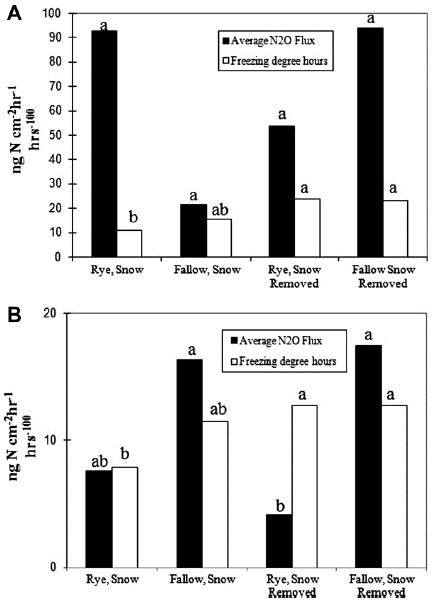 A
100
90
80
70
60
50
40
30
20
10
0
ng N cm-2hr-1
hrs-100
Average N2O Flux
Freezing degree hours
a
b
a
ab
a
a
a
a
Rye, Snow
Fallow, Snow
Rye, Snow
Removed
Fallow Snow
Removed
B
20
10
0
ng N cm-2hr-1
hrs-100
Average N2O Flux
Freezing degree hours
ab
b
a
ab
b
a
a
a
Rye, Snow
Fallow, Snow
Rye, Snow
Removed
Fallow, Snow
Removed